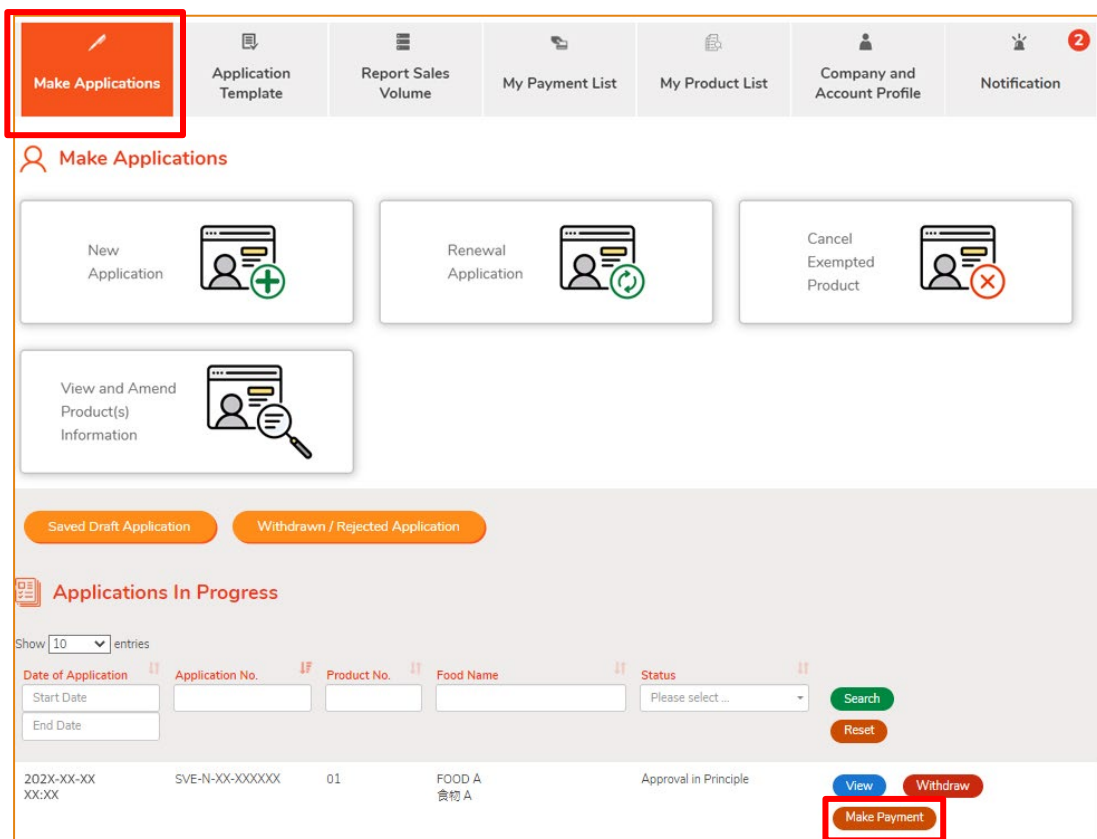 Make Applications
Application
Template
Report Sales
Volume
My Payment List
My Product List
Company and
Account Profile
Notification
2
Make Applications
New
Application
Renewal
Application
Cancel
Exempted
Product
View and Amend
Product(s)
Information
Saved Draft Application
Withdrawn / Rejected Application
Applications In Progress
Show 10 entries
Date of Application
Application No.
Product No.
Food Name
Status
Start Date
Please select ...
Search
End Date
Reset
202X-XX-XX
XX:XX
SVE-N-XX-XXXXXX
01
FOOD A
食物 A
Approval in Principle
View
Withdraw
Make Payment